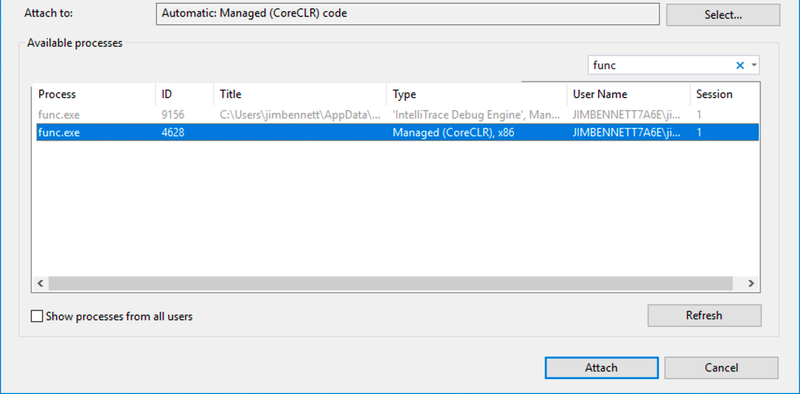 Attach to: Automatic: Managed (CoreCLR) code Select...
Available processes
func
Process ID Title Type User Name Session
func.exe 9156 C:\Users\jimbennett\AppData\... 'IntelliTrace Debug Engine', Man... JIMBENNETT7A6E\ji... 1
func.exe 4628 Managed (CoreCLR), x86 JIMBENNETT7A6E\ji... 1
Show processes from all users Refresh
Attach Cancel